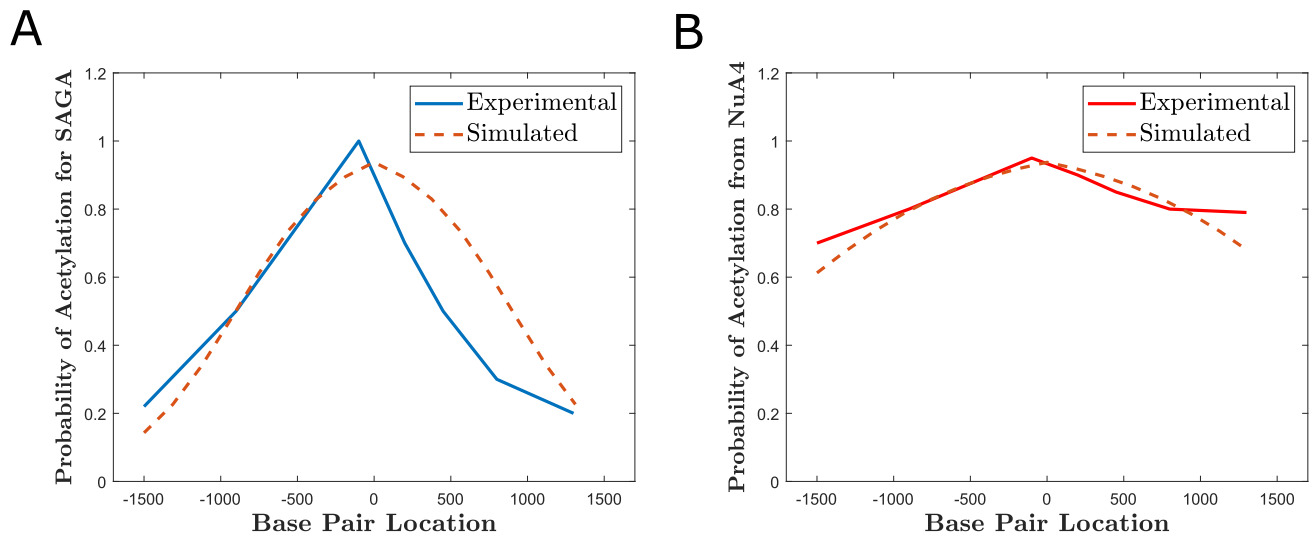 A
Probability of Acetylation for SAGA
1.2
1
0.8
0.6
0.4
0.2
0
-1500 -1000 -500 0 500 1000 1500
Base Pair Location
Experimental
Simulated
B
Probability of Acetylation from NuA4
1.2
1
0.8
0.6
0.4
0.2
0
-1500 -1000 -500 0 500 1000 1500
Base Pair Location
Experimental
Simulated